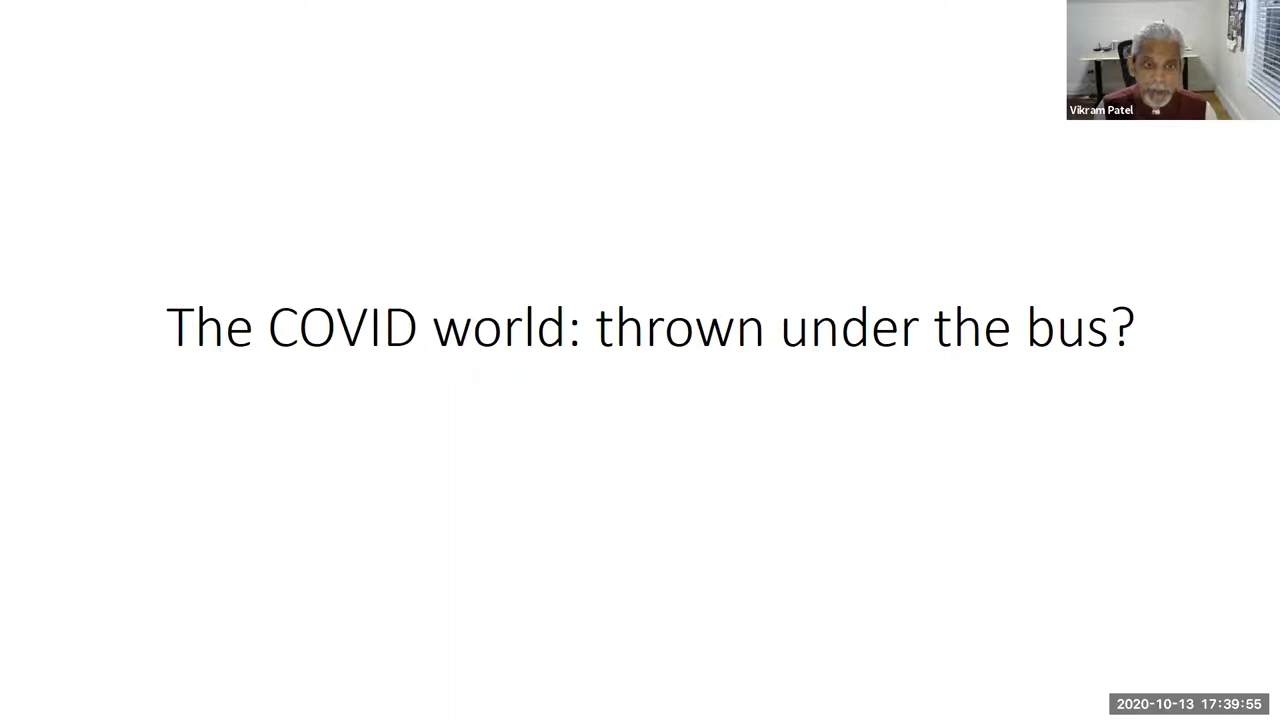 Vikram Patel
The COVID world: thrown under the bus?
2020-10-13 17:39:55